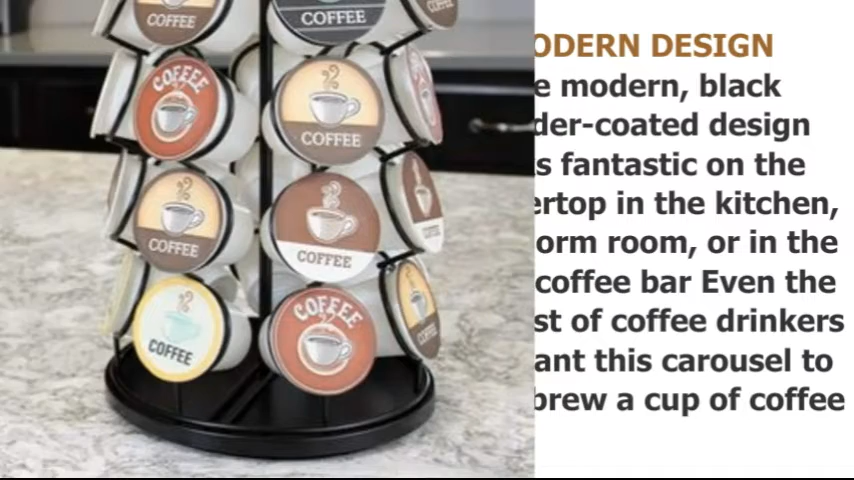 COFFEE
COFFEE
COFFEE
COFFEE
COFFEE
COFFEE
COFFEE
COFFEE
ODERN DESIGN
e modern, black
der-coated design
s fantastic on the
ertop in the kitchen,
orm room, or in the
coffee bar Even the
st of coffee drinkers
ant this carousel to
brew a cup of coffee